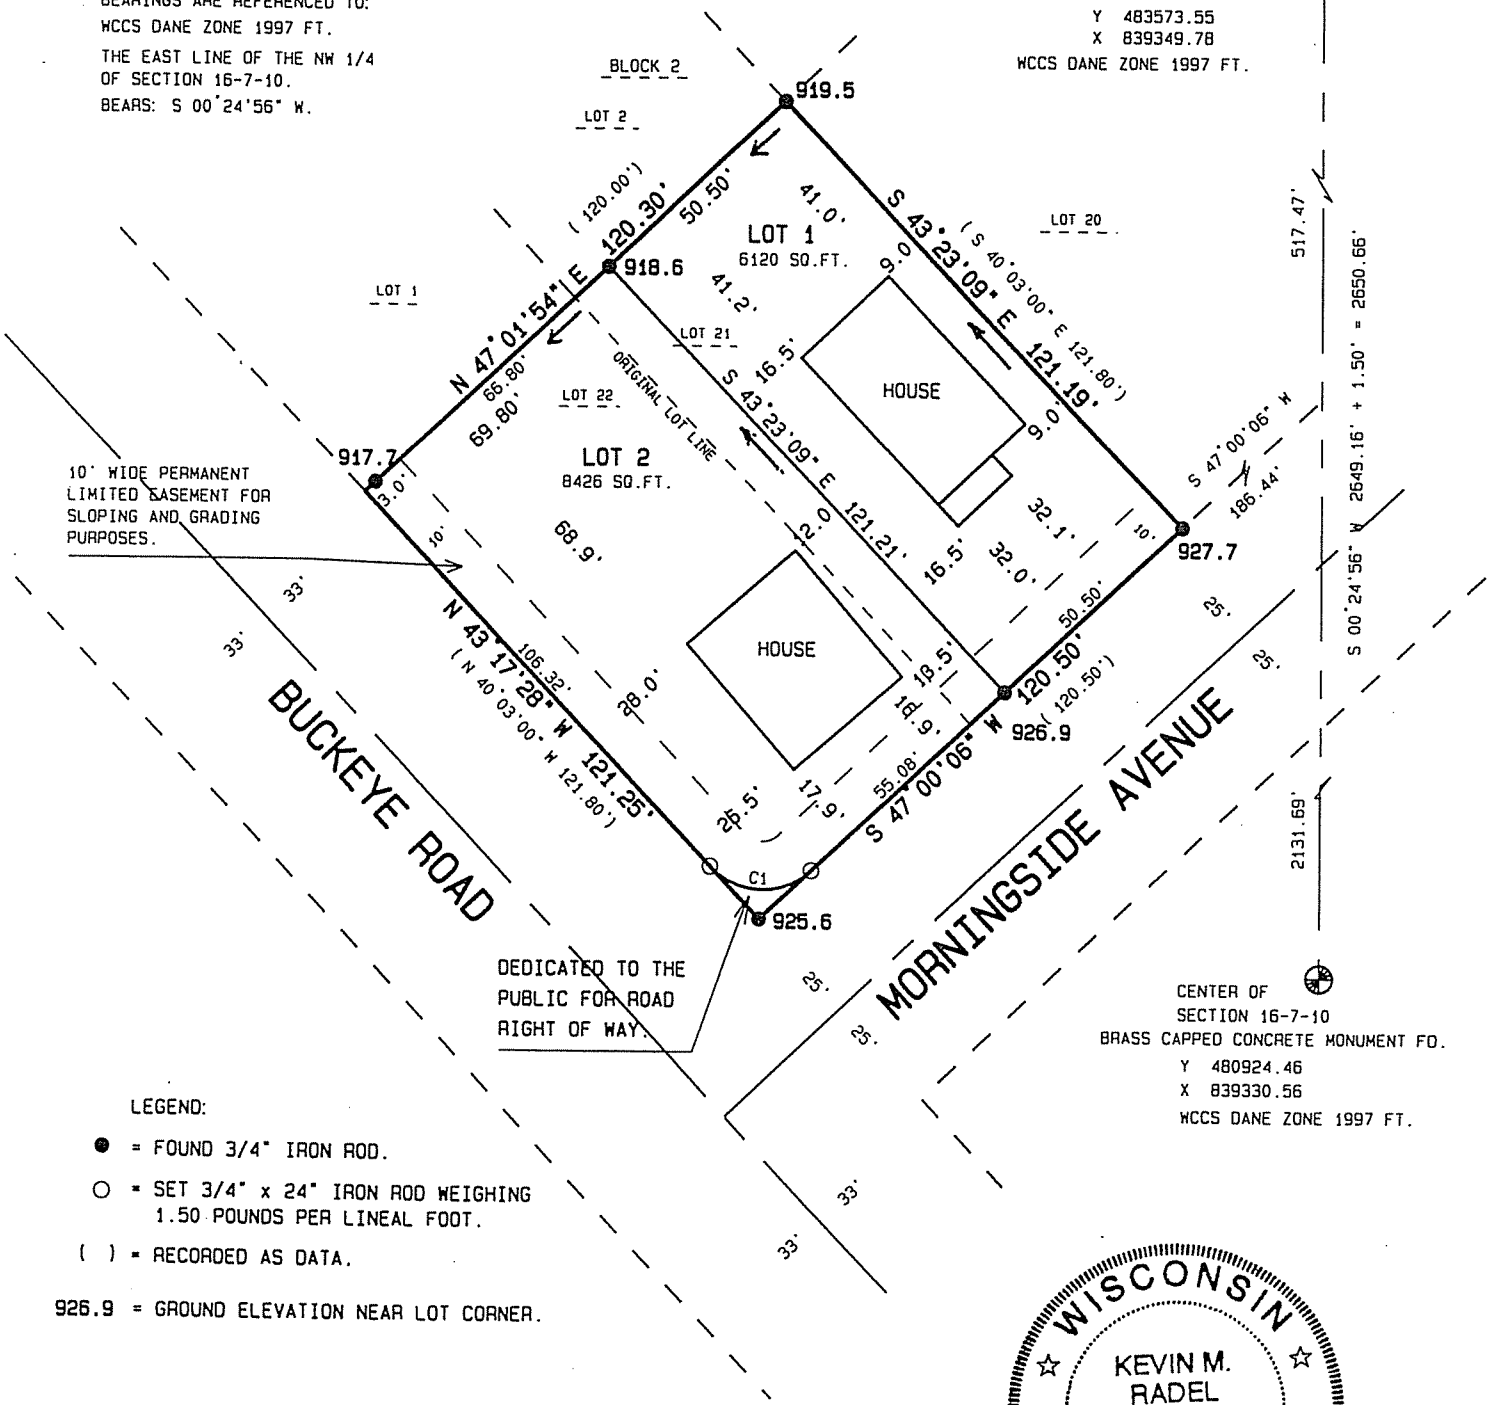 BEARINGS ARE REFERENCED TO:
WCCS DANE ZONE 1997 FT.
THE EAST LINE OF THE NW 1/4
OF SECTION 16-7-10.
BEARS: S 00°24'56" W.
Y 483573.55
X 839349.78
WCCS DANE ZONE 1997 FT.
BLOCK 2
LOT 2
919.5
( 120.00')
120.30'
50.50'
41.0'
LOT 1
6120 SQ.FT.
S 43°23'09" E 121.19'
( S 40°03'00" E 121.80')
LOT 20
517.47'
S 00°24'56" W 2649.16' + 1.50' = 2650.66'
918.6
9.0
41.2'
LOT 1
N 47°01'54" E
66.80'
69.80'
LOT 21
16.5'
HOUSE
ORIGINAL LOT LINE
S 43°23'09" E 121.21'
9.0'
LOT 22
LOT 2
8426 SQ.FT.
S 47°00'06" W
186.44'
917.7
3.0'
10'
10' WIDE PERMANENT
LIMITED EASEMENT FOR
SLOPING AND GRADING
PURPOSES.
68.9'
2.0
16.5'
32.1'
32.0'
10'
927.7
33'
33'
N 43°17'28" W 121.25'
106.32'
( N 40°03'00" W 121.80')
HOUSE
50.50'
25'
25'
28.0'
18.5'
18.9'
120.50'
( 120.50')
926.9
BUCKEYE ROAD
26.5'
17.9'
55.08'
S 47°00'06" W
MORNINGSIDE AVENUE
2131.69'
C1
925.6
DEDICATED TO THE
PUBLIC FOR ROAD
RIGHT OF WAY.
25'
25'
CENTER OF
SECTION 16-7-10
BRASS CAPPED CONCRETE MONUMENT FD.
Y 480924.46
X 839330.56
WCCS DANE ZONE 1997 FT.
33'
33'
LEGEND:
= FOUND 3/4" IRON ROD.
= SET 3/4" x 24" IRON ROD WEIGHING
1.50 POUNDS PER LINEAL FOOT.
( ) = RECORDED AS DATA.
926.9 = GROUND ELEVATION NEAR LOT CORNER.
WISCONSIN
KEVIN M.
RADEL